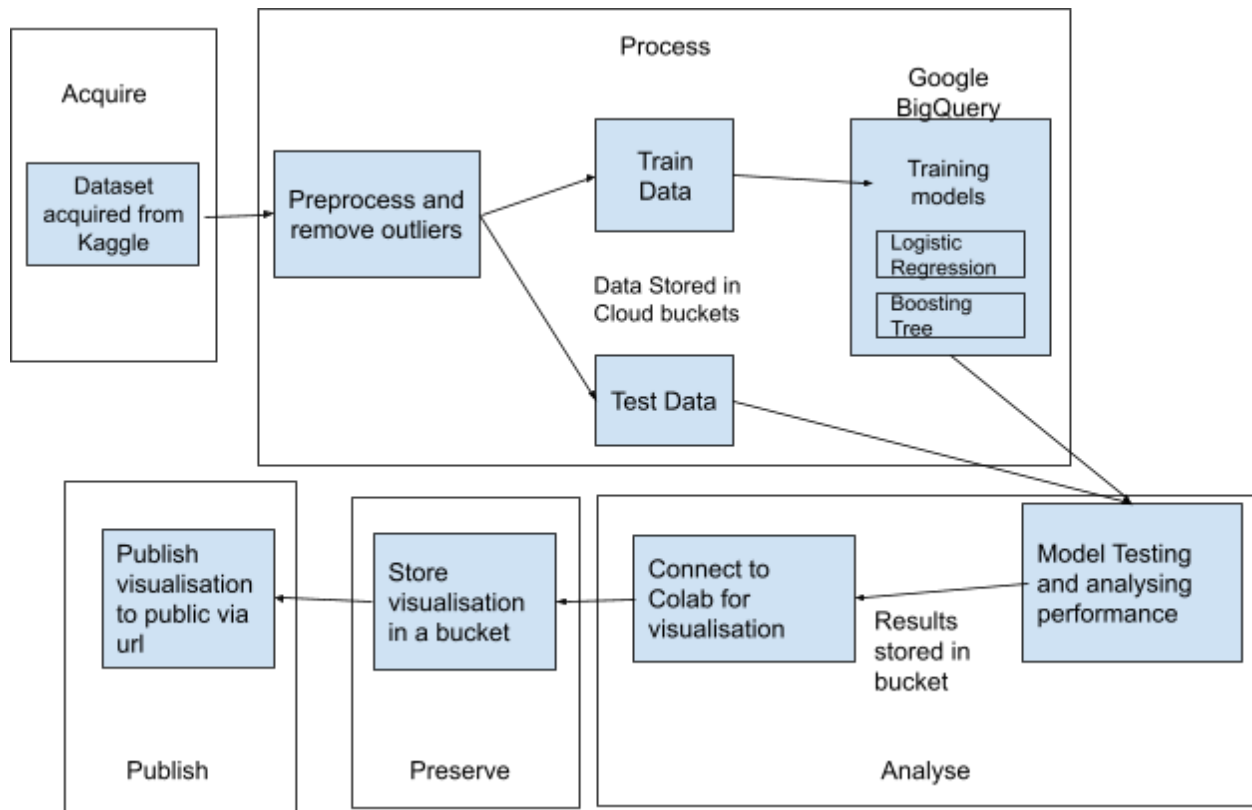 Process
Acquire
Google
BigQuery
Dataset
acquired from
Kaggle
Preprocess and
remove outliers
Train
Data
Training
models
Logistic
Regression
Boosting
Tree
Data Stored in
Cloud buckets
Test Data
Model Testing
and analysing
performance
Results
stored in
bucket
Connect to
Colab for
visualisation
Store
visualisation
in a bucket
Publish
visualisation
to public via
url
Publish
Preserve
Analyse